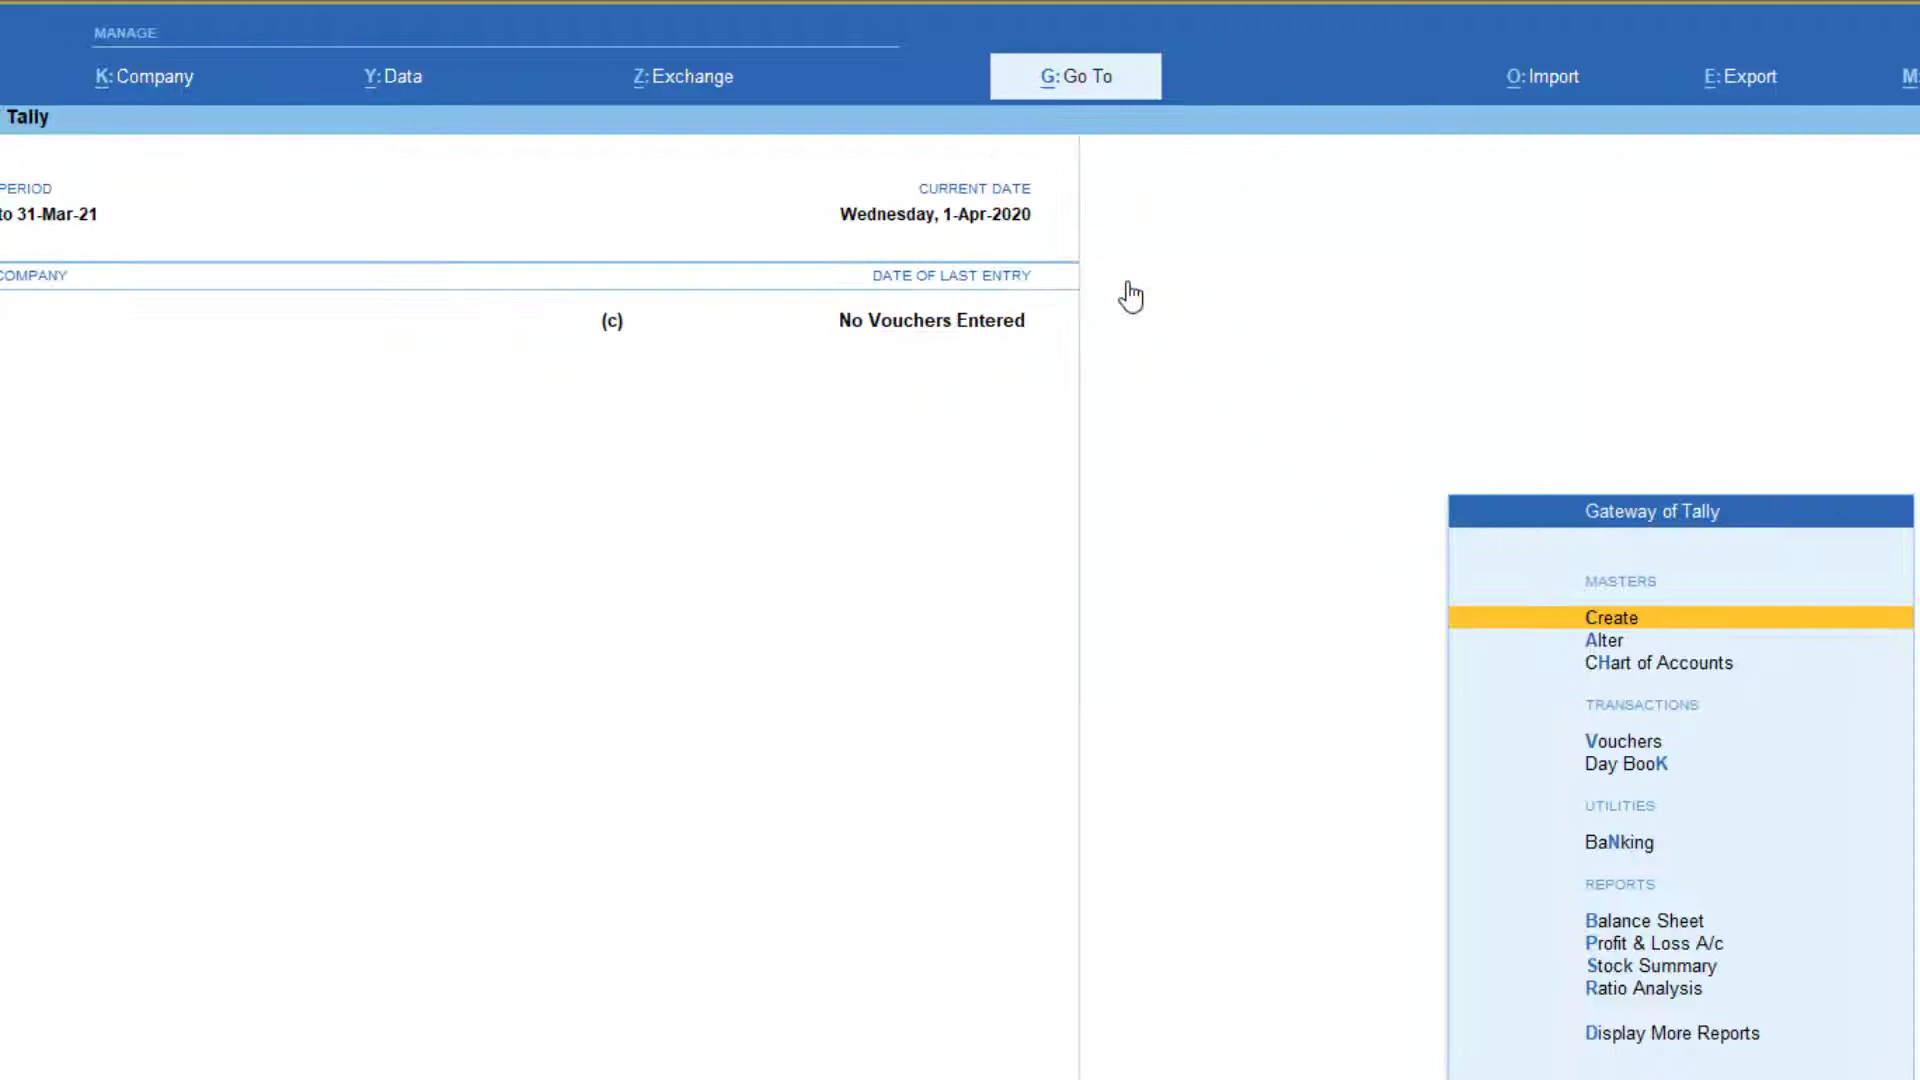 MANAGE
K: Company Y: Data Z: Exchange G: Go To O: Import E: Export M:
Tally
PERIOD CURRENT DATE
to 31-Mar-21 Wednesday, 1-Apr-2020
COMPANY DATE OF LAST ENTRY
(c) No Vouchers Entered
Gateway of Tally
MASTERS
Create
Alter
CHart of Accounts
TRANSACTIONS
Vouchers
Day BooK
UTILITIES
BaNking
REPORTS
Balance Sheet
Profit & Loss A/c
Stock Summary
Ratio Analysis
Display More Reports